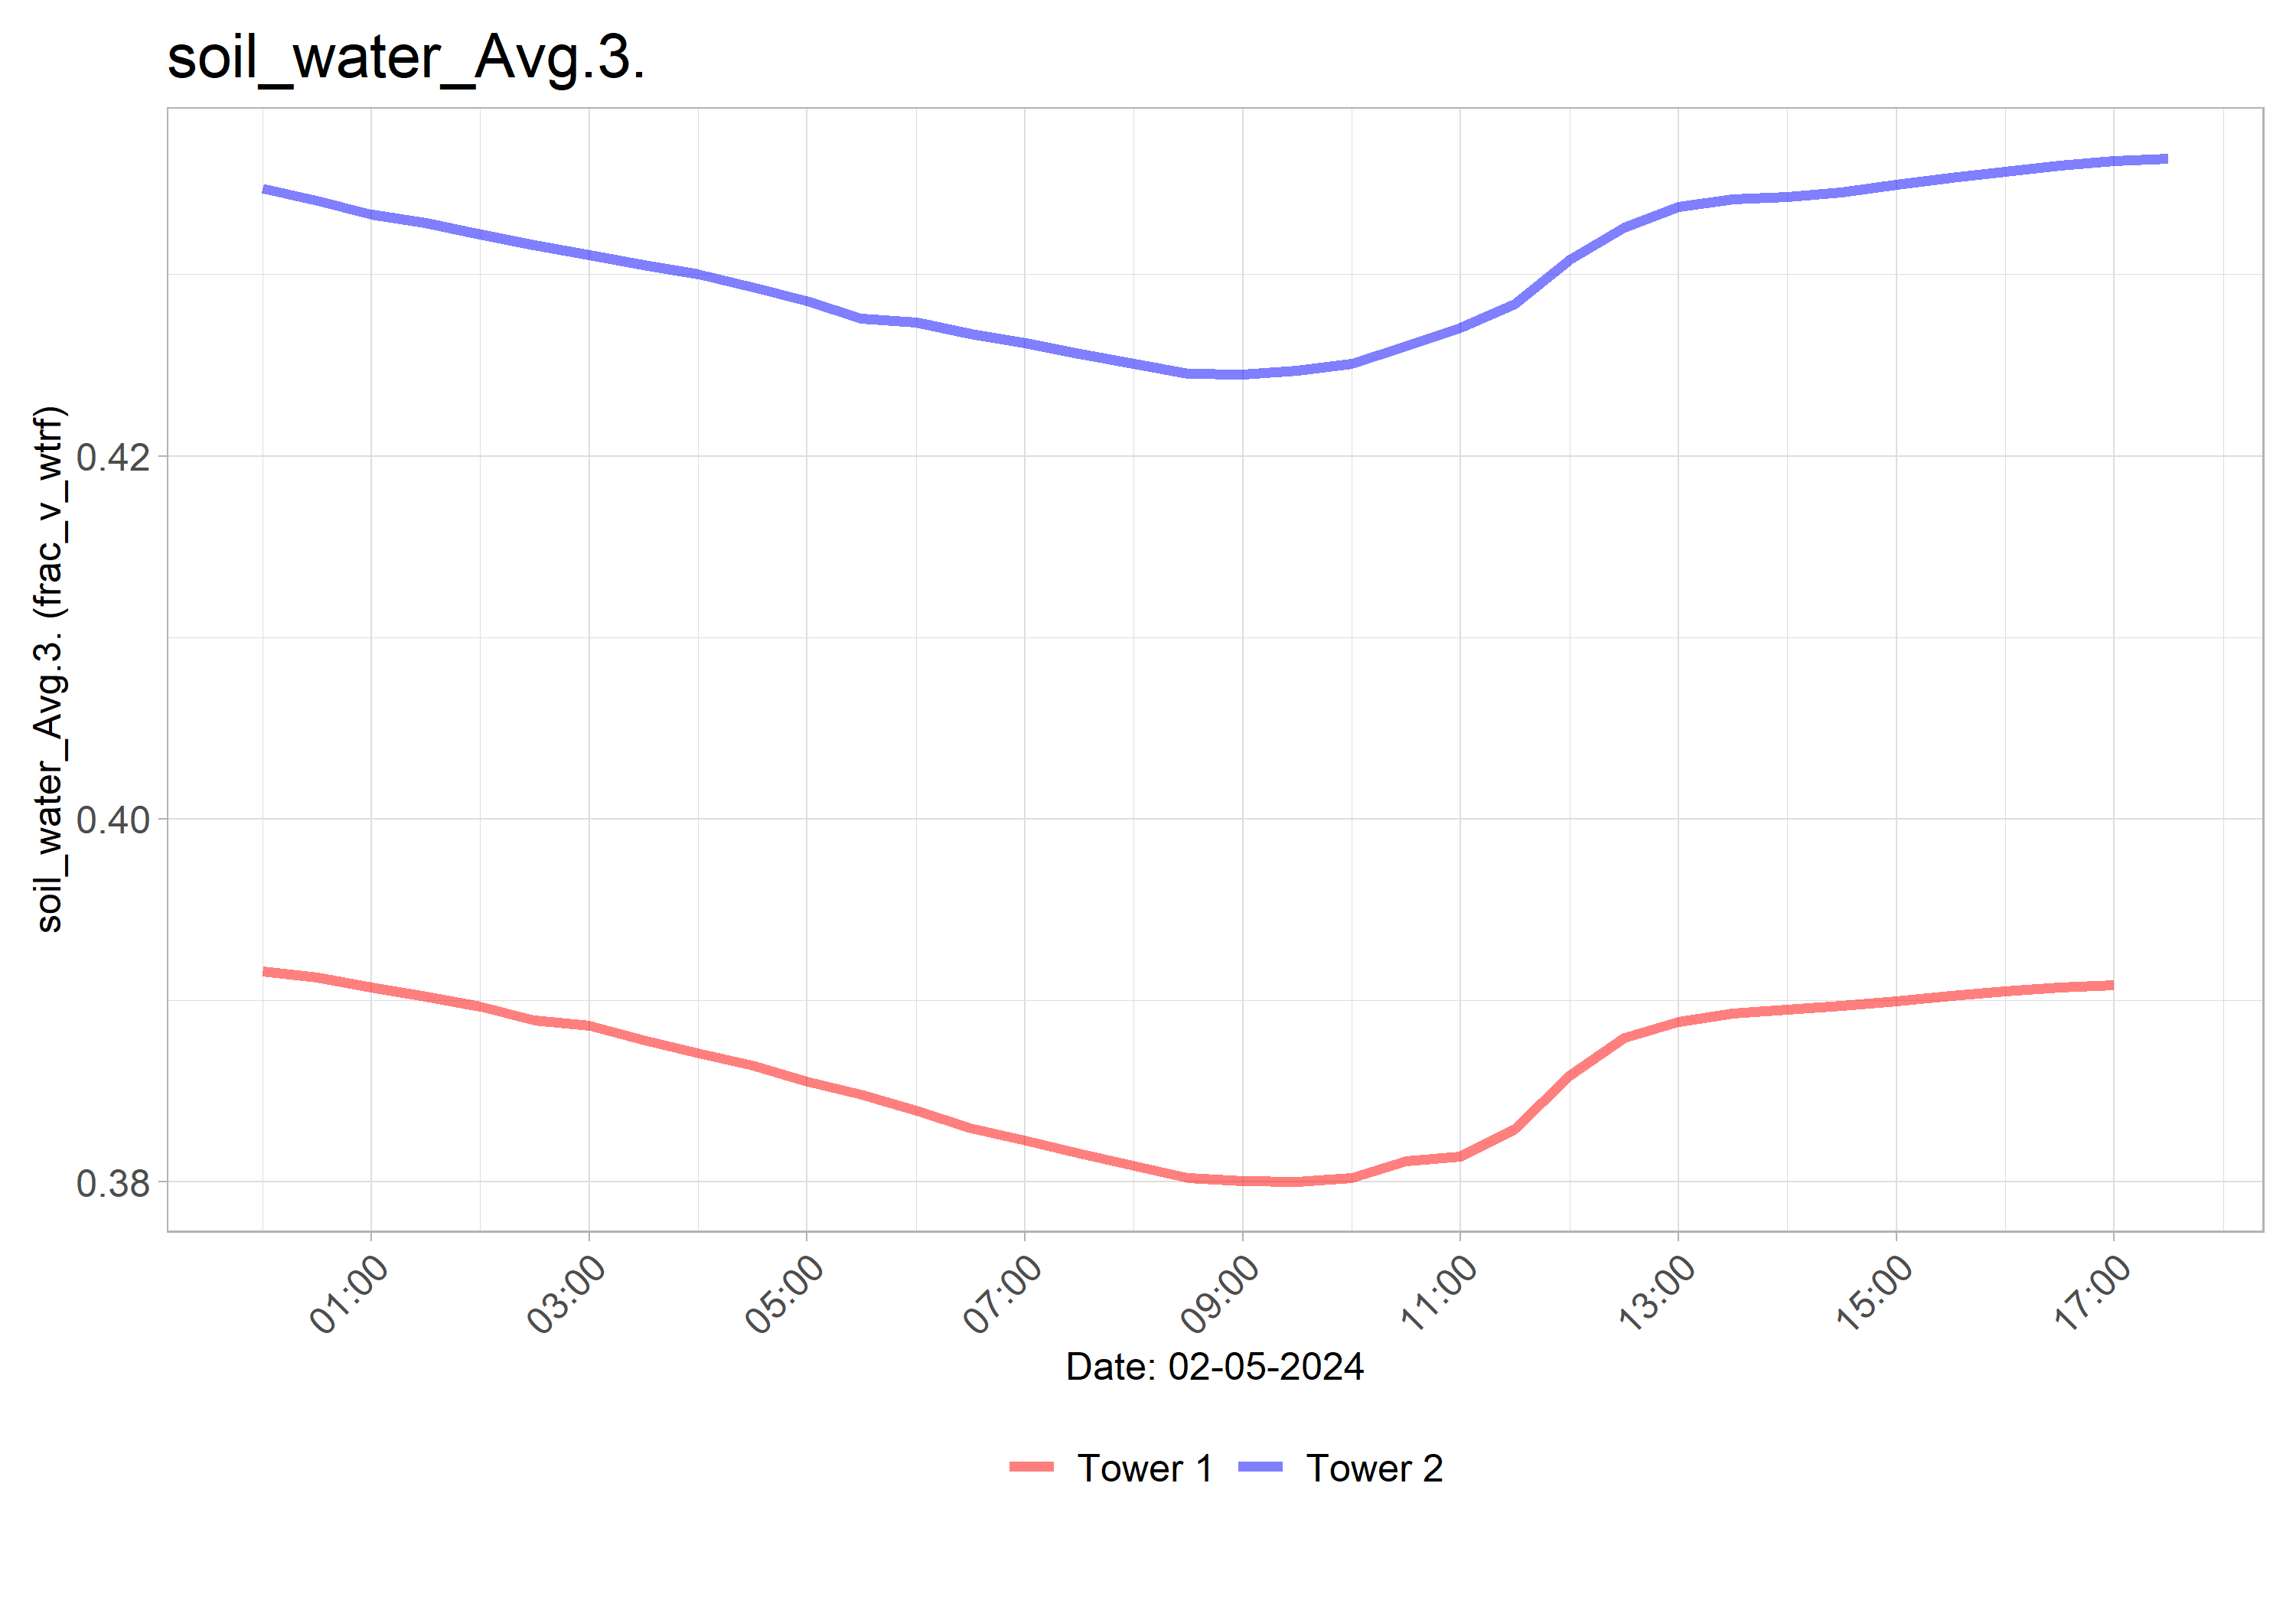 soil_water_Avg.3.
soil_water_Avg.3. (frac_v_wtrf)
0.42
0.40
0.38
01:00
03:00
05:00
07:00
09:00
11:00
13:00
15:00
17:00
Date: 02-05-2024
Tower 1
Tower 2